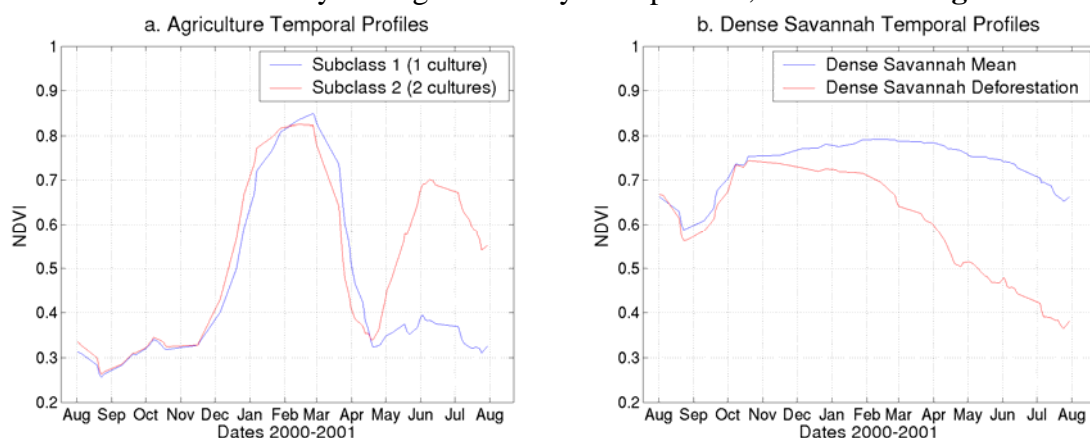 a. Agriculture Temporal Profiles
1
0.9
0.8
0.7
0.6
0.5
0.4
0.3
0.2
NDVI
Subclass 1 (1 culture)
Subclass 2 (2 cultures)
Aug Sep Oct Nov Dec Jan Feb Mar Apr May Jun Jul Aug
Dates 2000-2001
b. Dense Savannah Temporal Profiles
1
0.9
0.8
0.7
0.6
0.5
0.4
0.3
0.2
NDVI
Dense Savannah Mean
Dense Savannah Deforestation
Aug Sep Oct Nov Dec Jan Feb Mar Apr May Jun Jul Aug
Dates 2000-2001